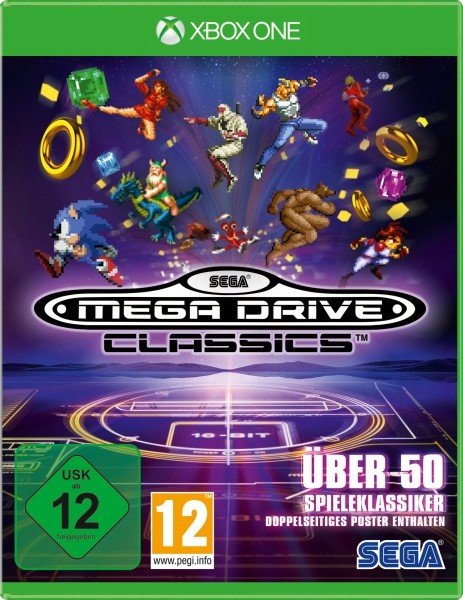 XBOX ONE
SEGA®
MEGA DRIVE
CLASSICS™
16-BIT
ÜBER 50
SPIELEKLASSIKER
DOPPELSEITIGES POSTER ENTHALTEN
USK
ab
12
freigegeben
12
www.pegi.info
SEGA